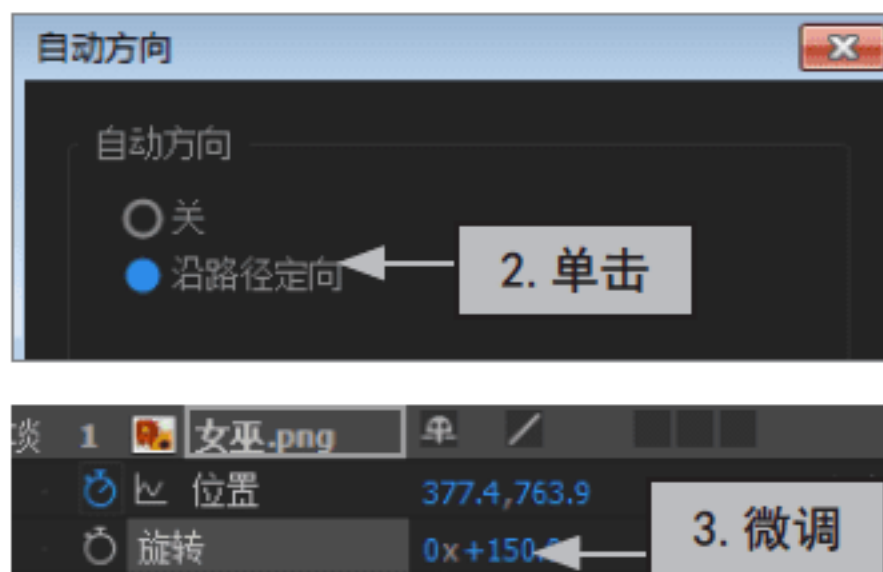 自动方向
自动方向
关
沿路径定向
2. 单击
1 女巫.png
位置 377.4,763.9
旋转 0x+150.
3. 微调